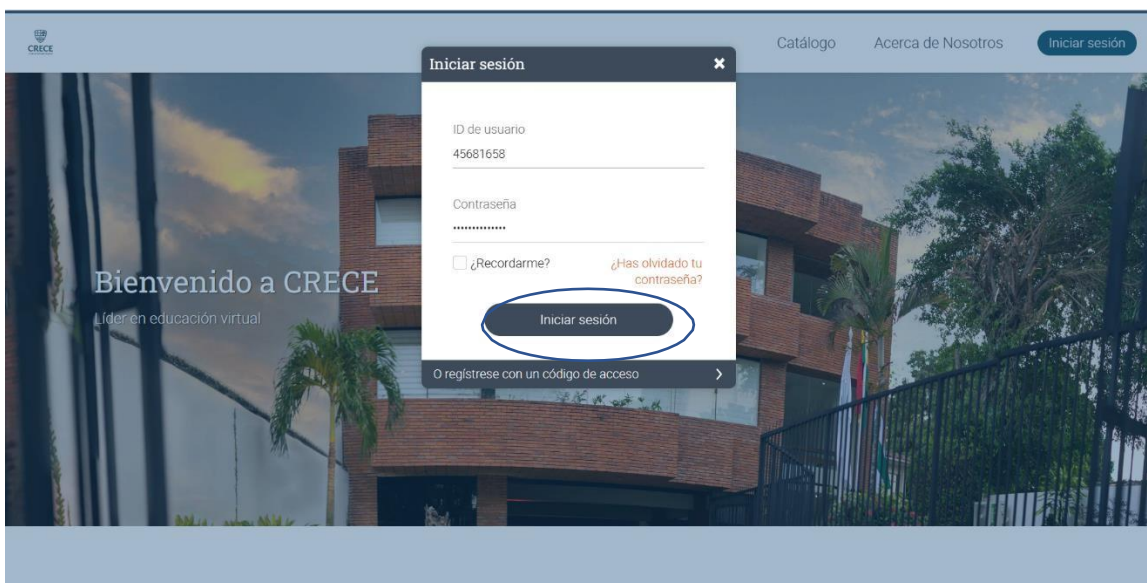 CRECE
Catálogo
Acerca de Nosotros
Iniciar sesión
Iniciar sesión
ID de usuario
45681658
Contraseña
••••••••••••••
¿Recordarme?
¿Has olvidado tu
contraseña?
Iniciar sesión
O regístrese con un código de acceso
Bienvenido a CRECE
Líder en educación virtual